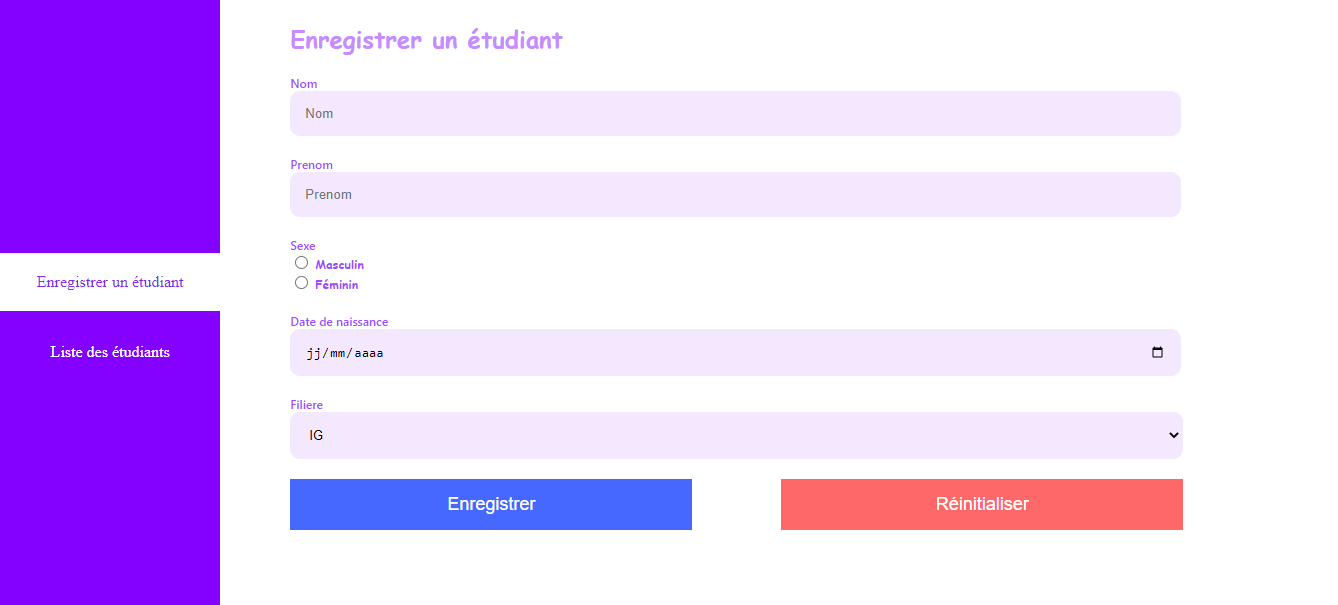 Enregistrer un étudiant
Liste des étudiants
Enregistrer un étudiant
Nom
Nom
Prenom
Prenom
Sexe
Masculin
Féminin
Date de naissance
jj/mm/aaaa
Filiere
IG
Enregistrer
Réinitialiser